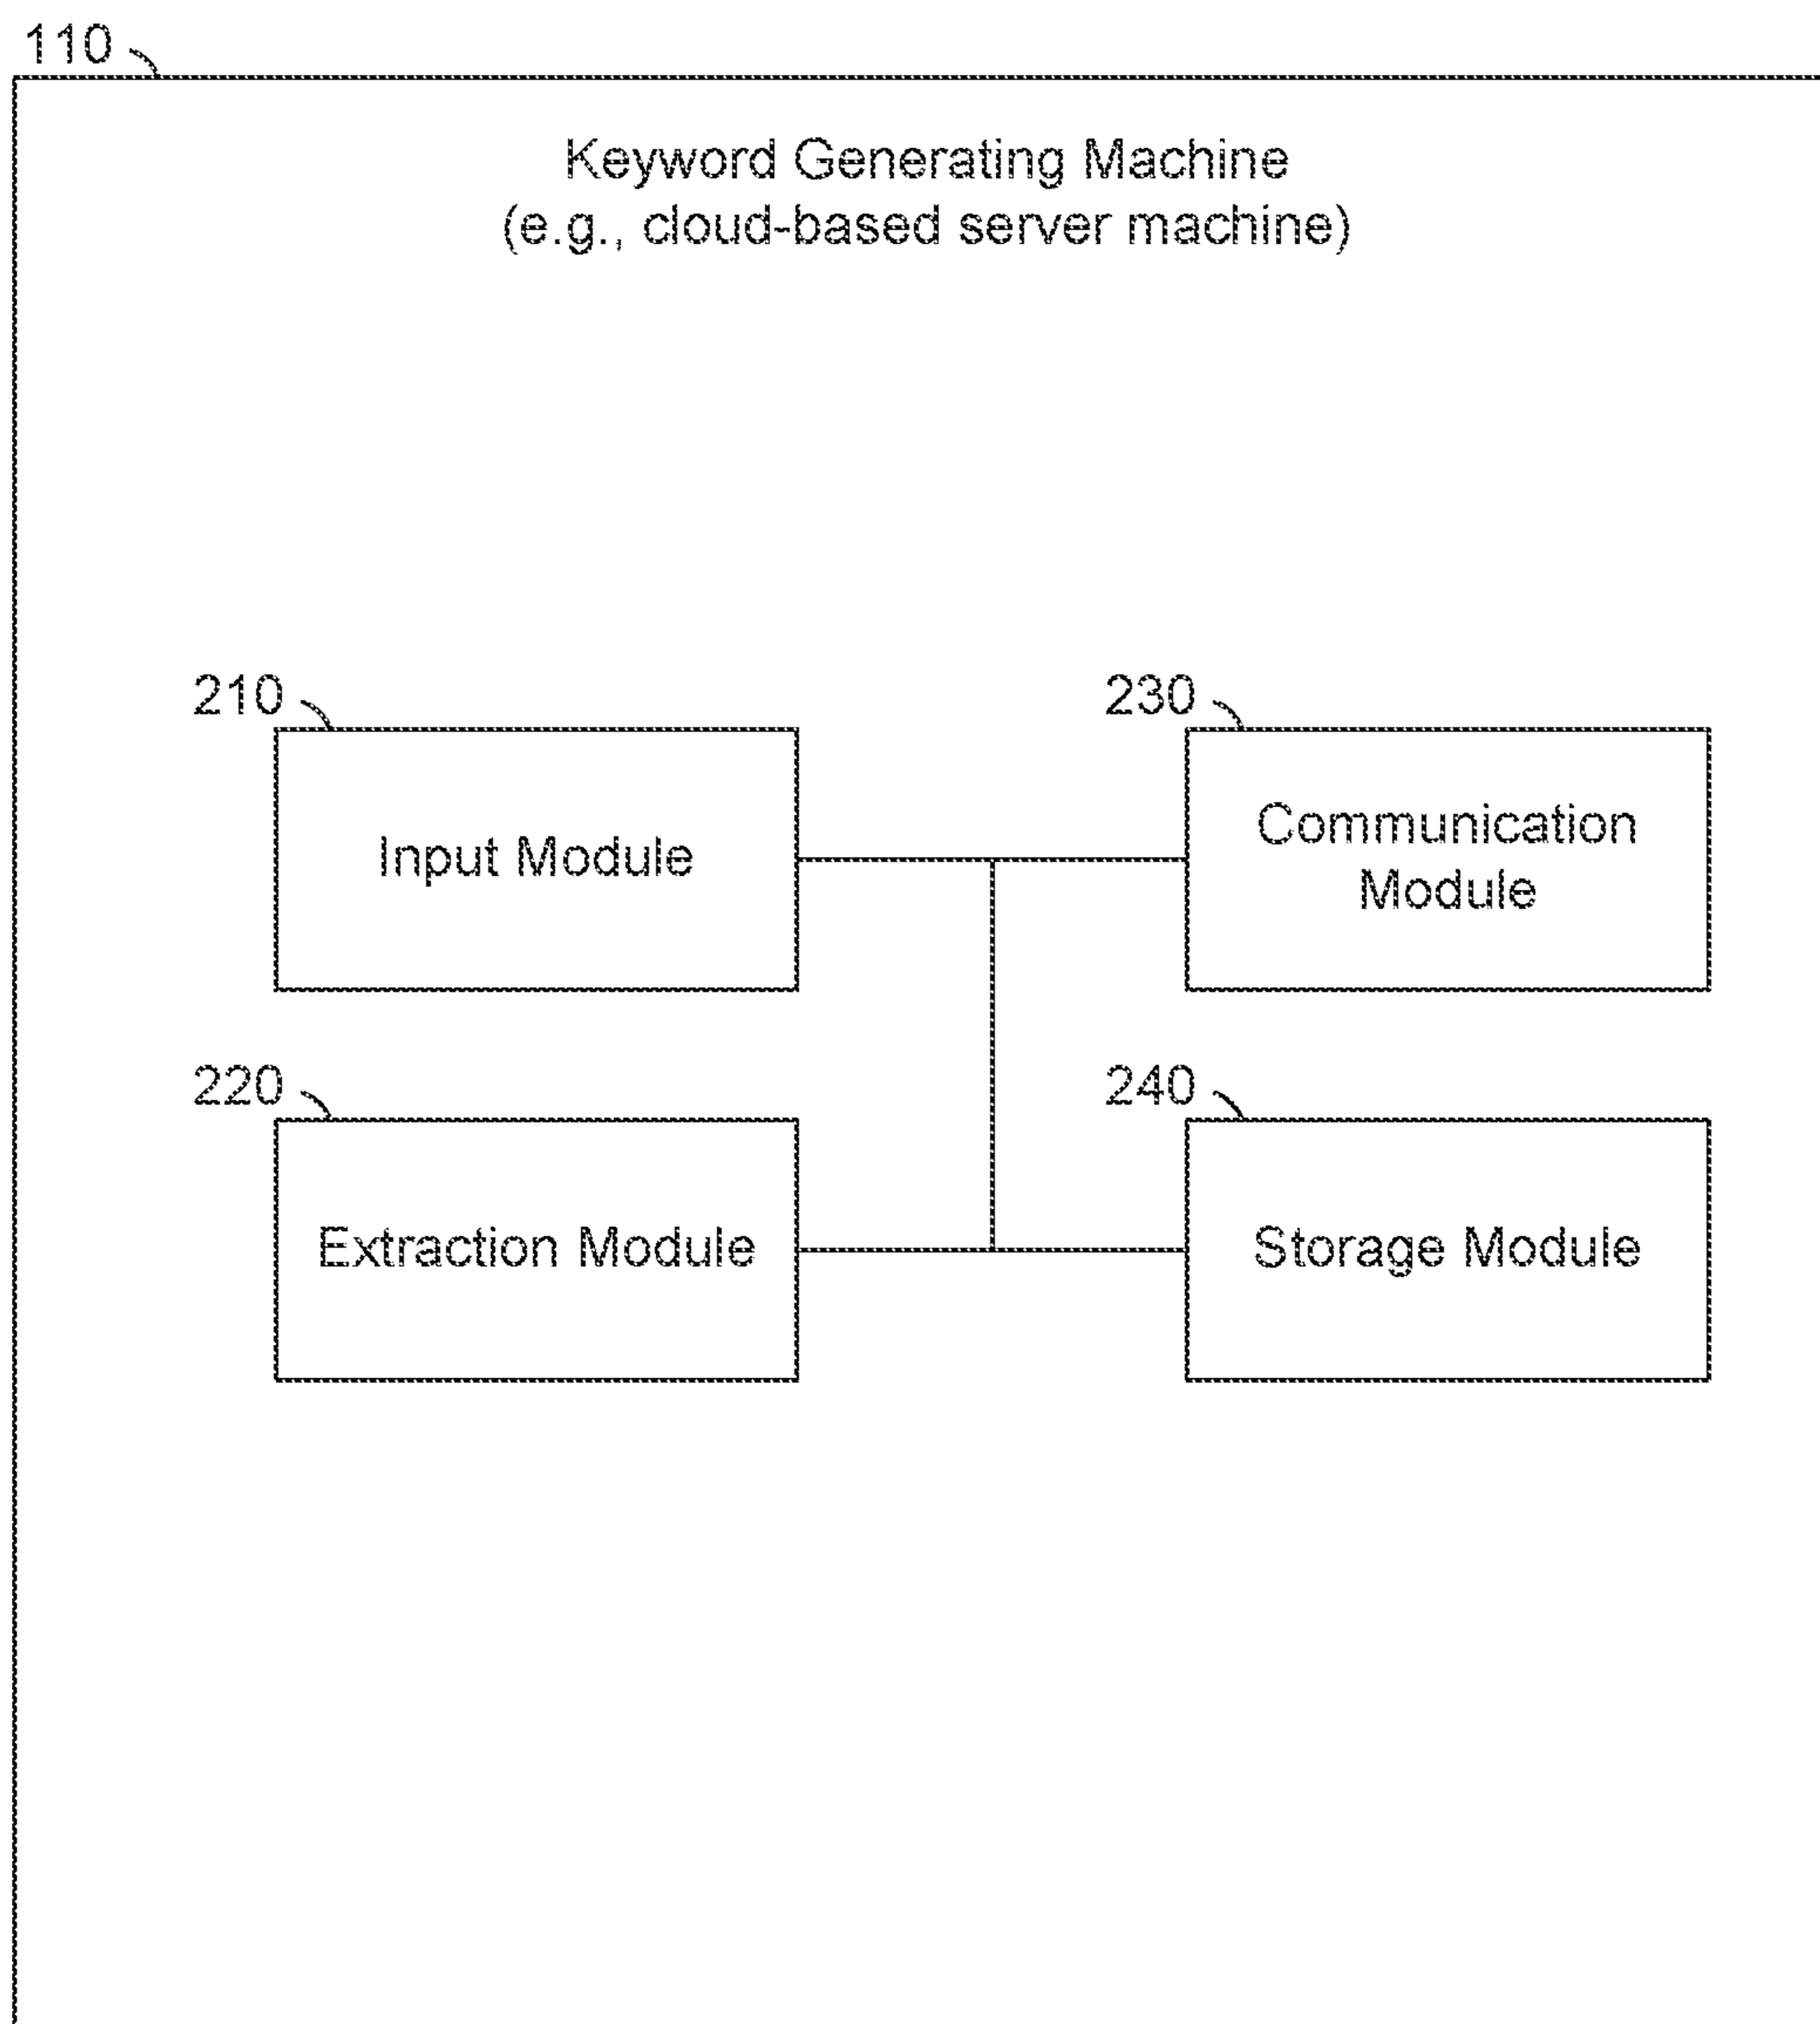 110
Keyword Generating Machine
(e.g., cloud-based server machine)
210
Input Module
230
Communication
Module
220
Extraction Module
240
Storage Module